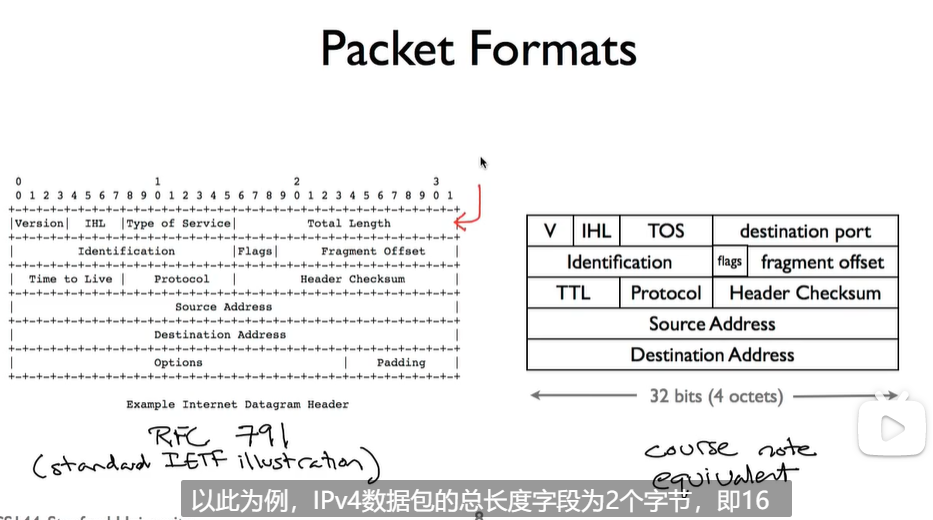 Packet Formats
0 1 2 3
0 1 2 3 4 5 6 7 8 9 0 1 2 3 4 5 6 7 8 9 0 1 2 3 4 5 6 7 8 9 0 1
+-+-+-+-+-+-+-+-+-+-+-+-+-+-+-+-+-+-+-+-+-+-+-+-+-+-+-+-+-+-+-+-+
|Version| IHL |Type of Service| Total Length |
+-+-+-+-+-+-+-+-+-+-+-+-+-+-+-+-+-+-+-+-+-+-+-+-+-+-+-+-+-+-+-+-+
| Identification |Flags| Fragment Offset |
+-+-+-+-+-+-+-+-+-+-+-+-+-+-+-+-+-+-+-+-+-+-+-+-+-+-+-+-+-+-+-+-+
| Time to Live | Protocol | Header Checksum |
+-+-+-+-+-+-+-+-+-+-+-+-+-+-+-+-+-+-+-+-+-+-+-+-+-+-+-+-+-+-+-+-+
| Source Address |
+-+-+-+-+-+-+-+-+-+-+-+-+-+-+-+-+-+-+-+-+-+-+-+-+-+-+-+-+-+-+-+-+
| Destination Address |
+-+-+-+-+-+-+-+-+-+-+-+-+-+-+-+-+-+-+-+-+-+-+-+-+-+-+-+-+-+-+-+-+
| Options | Padding |
+-+-+-+-+-+-+-+-+-+-+-+-+-+-+-+-+-+-+-+-+-+-+-+-+-+-+-+-+-+-+-+-+
Example Internet Datagram Header
RFC 791
(standard IETF illustration)
V IHL TOS destination port
Identification flags fragment offset
TTL Protocol Header Checksum
Source Address
Destination Address
32 bits (4 octets)
course note
equivalent
以此为例，IPv4数据包的总长度字段为2个字节，即16